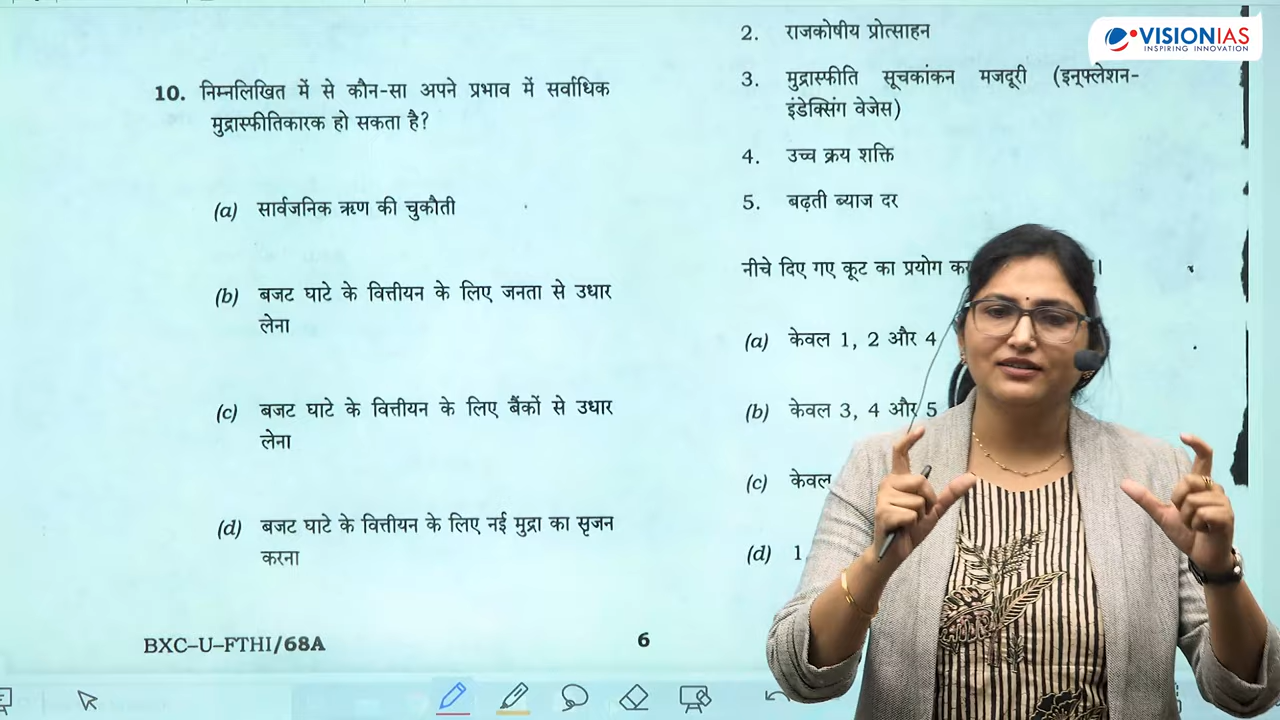 10. निम्नलिखित में से कौन-सा अपने प्रभाव में सर्वाधिक
मुद्रास्फीतिकारक हो सकता है?
(a) सार्वजनिक ऋण की चुकौती
(b) बजट घाटे के वित्तीयन के लिए जनता से उधार
लेना
(c) बजट घाटे के वित्तीयन के लिए बैंकों से उधार
लेना
(d) बजट घाटे के वित्तीयन के लिए नई मुद्रा का सृजन
करना
BXC–U–FTHI/68A
6
2. राजकोषीय प्रोत्साहन
3. मुद्रास्फीति सूचकांकन मजदूरी (इन्फ्लेशन-
इंडेक्सिंग वेजेस)
4. उच्च क्रय शक्ति
5. बढ़ती ब्याज दर
नीचे दिए गए कूट का प्रयोग
(a) केवल 1, 2 और 4
(b) केवल 3, 4 और 5
(c) केवल
(d) 1
VISIONIAS
INSPIRING INNOVATION